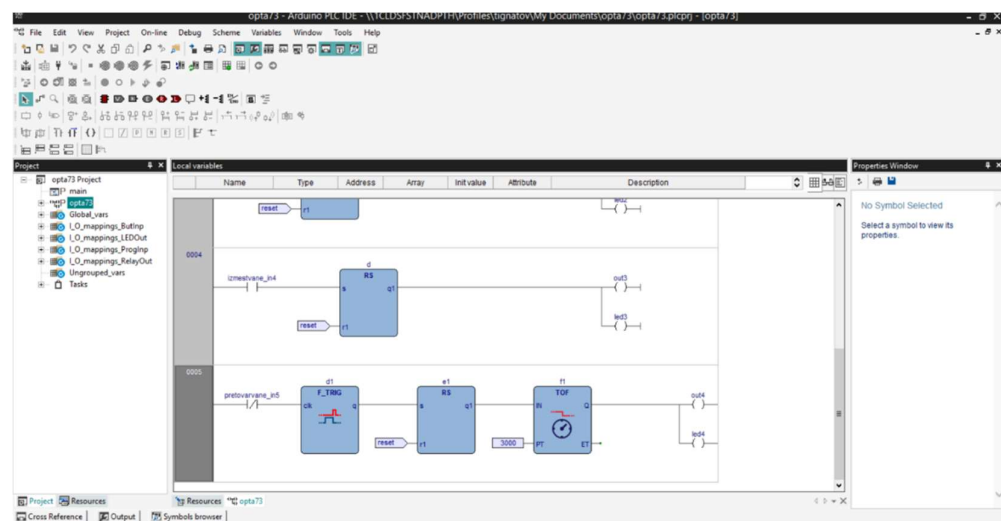 opta73 - Arduino PLC IDE - \\TCLDSFSTNADPTH\Profiles\tignatov\My Documents\opta73\opta73.plcprj - [opta73]
File Edit View Project On-line Debug Scheme Variables Window Tools Help
Project
Local variables
Properties Window
Name Type Address Array Init value Attribute Description
opta73 Project
main
opta73
Global_vars
I_O_mappings_ButInp
I_O_mappings_LEDOut
I_O_mappings_ProgInp
I_O_mappings_RelayOut
Ungrouped_vars
Tasks
No Symbol Selected
Select a symbol to view its
properties.
led2
reset r1
0004
d
izmestvane_in4 RS out3
s q1
led3
reset r1
0005
d1 e1 f1
pretovarvane_in5 F_TRIG RS TOF out4
clk q s q1 IN Q
led4
reset r1 3000 PT ET
Project Resources
Resources opta73
Cross Reference Output Symbols browser